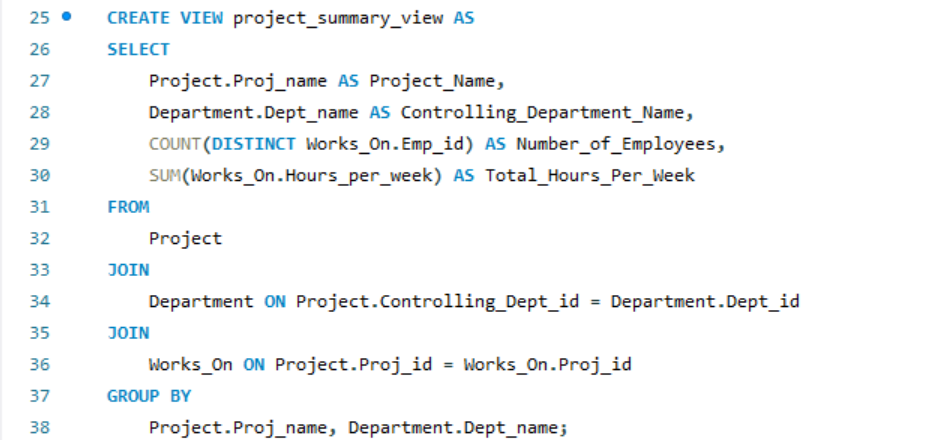 25 CREATE VIEW project_summary_view AS
26 SELECT
27 Project.Proj_name AS Project_Name,
28 Department.Dept_name AS Controlling_Department_Name,
29 COUNT(DISTINCT Works_On.Emp_id) AS Number_of_Employees,
30 SUM(Works_On.Hours_per_week) AS Total_Hours_Per_Week
31 FROM
32 Project
33 JOIN
34 Department ON Project.Controlling_Dept_id = Department.Dept_id
35 JOIN
36 Works_On ON Project.Proj_id = Works_On.Proj_id
37 GROUP BY
38 Project.Proj_name, Department.Dept_name;